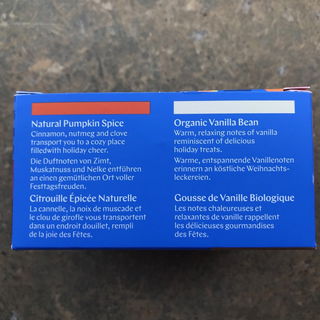 Natural Pumpkin Spice
Cinnamon, nutmeg and clove
transport you to a cozy place
filledwith holiday cheer.
Die Duftnoten von Zimt,
Muskatnuss und Nelke entführen
an einen gemütlichen Ort voller
Festtagsfreuden.
Citrouille Épicée Naturelle
La cannelle, la noix de muscade et
le clou de girofle vous transportent
dans un endroit douillet, rempli
de la joie des Fêtes.
Organic Vanilla Bean
Warm, relaxing notes of vanilla
reminiscent of delicious
holiday treats.
Warme, entspannende Vanillenoten
erinnern an köstliche Weihnachts-
leckereien.
Gousse de Vanille Biologique
Les notes chaleureuses et
relaxantes de vanille rappellent
les délicieuses gourmandises
des Fêtes.